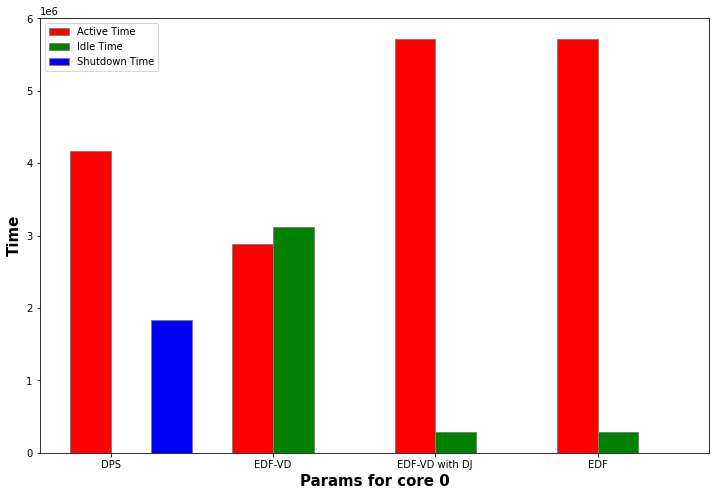 1e6
6
5
4
3
2
1
0
Time
Active Time
Idle Time
Shutdown Time
DPS EDF-VD EDF-VD with DJ EDF
Params for core 0